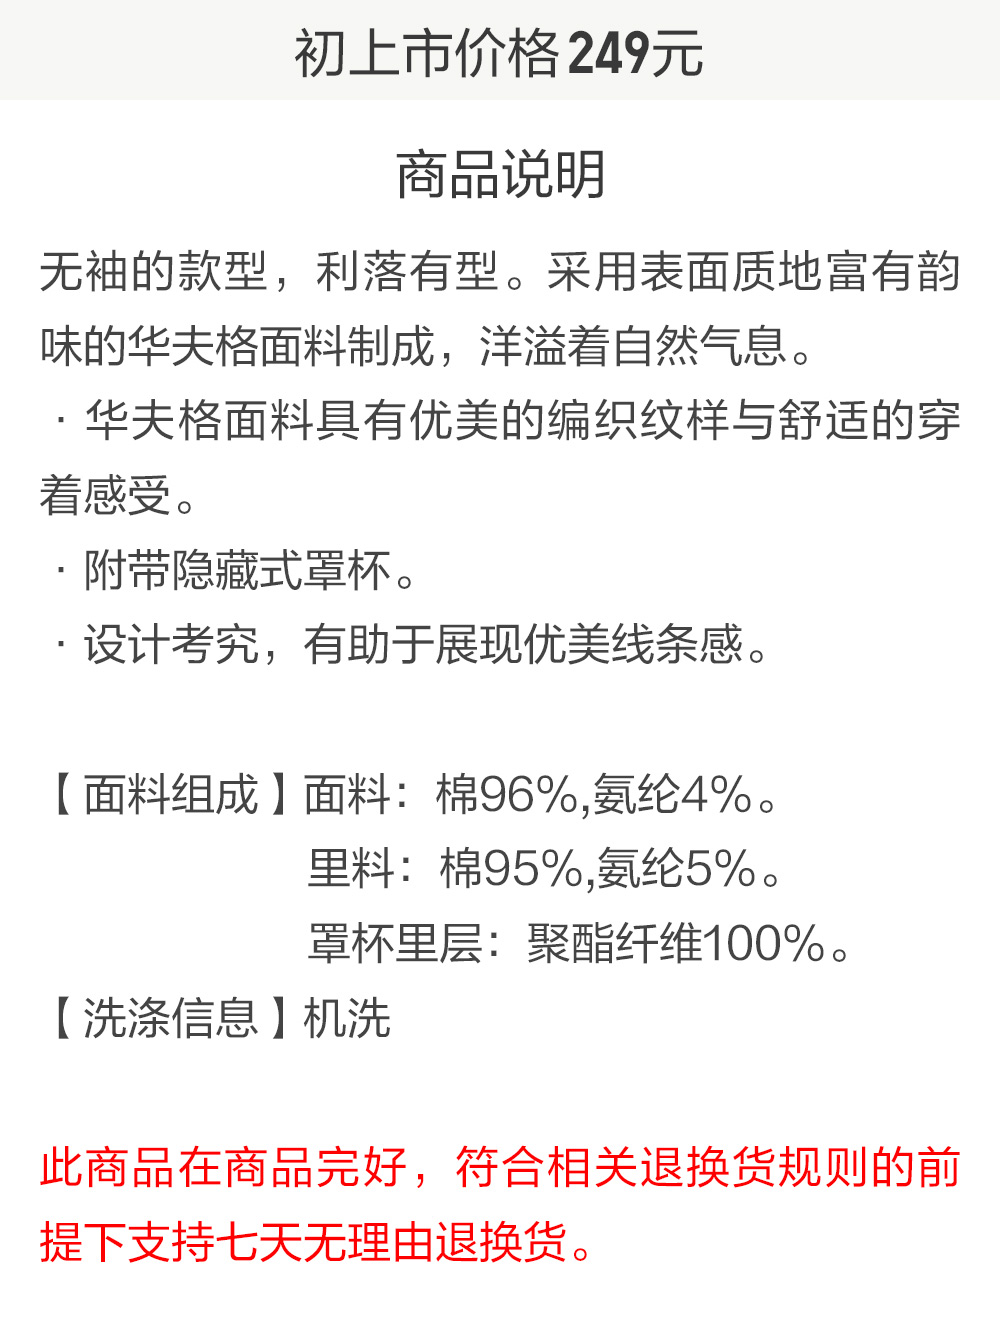 初上市价格249元
商品说明
无袖的款型，利落有型。采用表面质地富有韵
味的华夫格面料制成，洋溢着自然气息。
·华夫格面料具有优美的编织纹样与舒适的穿
着感受。
·附带隐藏式罩杯。
·设计考究，有助于展现优美线条感。
【面料组成】面料：棉96%,氨纶4%。
里料：棉95%,氨纶5%。
罩杯里层：聚酯纤维100%。
【洗涤信息】机洗
此商品在商品完好，符合相关退换货规则的前
提下支持七天无理由退换货。